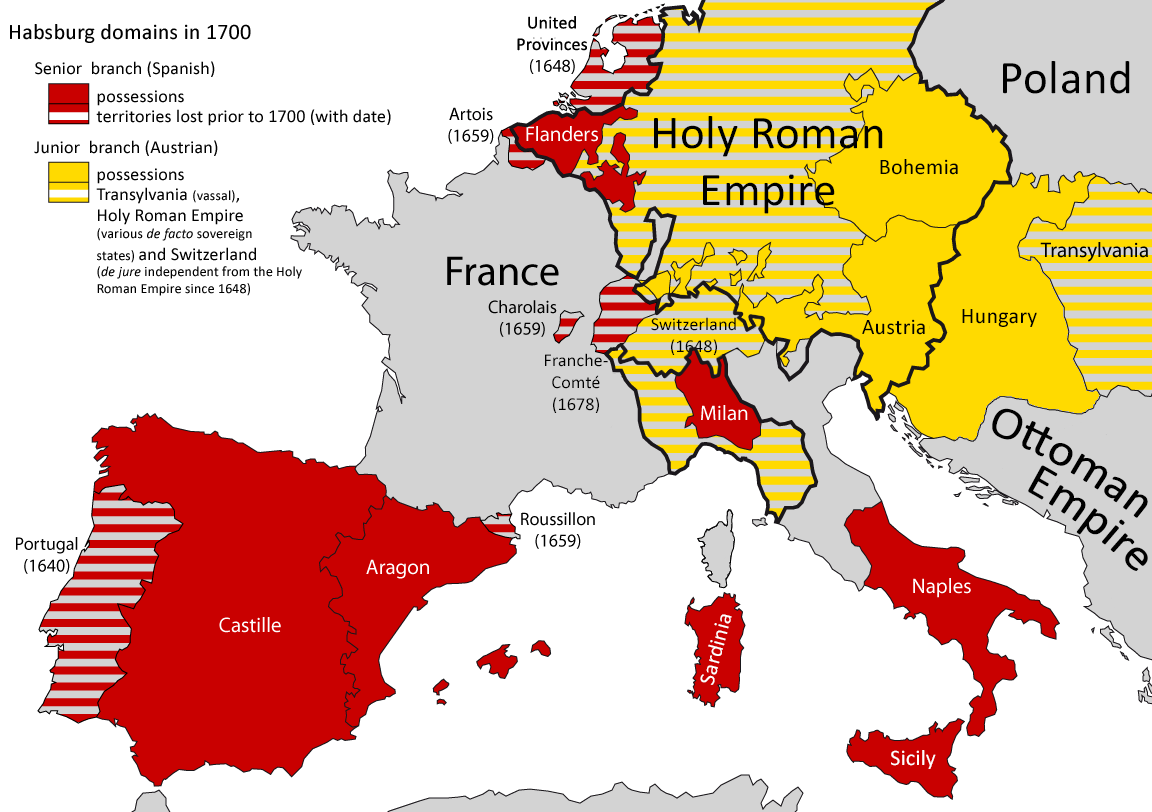 Habsburg domains in 1700
Senior branch (Spanish)
possessions
territories lost prior to 1700 (with date)
Junior branch (Austrian)
possessions
Transylvania (vassal),
Holy Roman Empire
(various de facto sovereign
states) and Switzerland
(de jure independent from the Holy
Roman Empire since 1648)
United
Provinces
(1648)
Artois
(1659)
Flanders
Holy Roman
Empire
Poland
Bohemia
Transylvania
France
Charolais
(1659)
Franche-
Comté
(1678)
Switzerland
(1648)
Austria
Hungary
Milan
Ottoman
Empire
Roussillon
(1659)
Portugal
(1640)
Aragon
Castille
Naples
Sardinia
Sicily